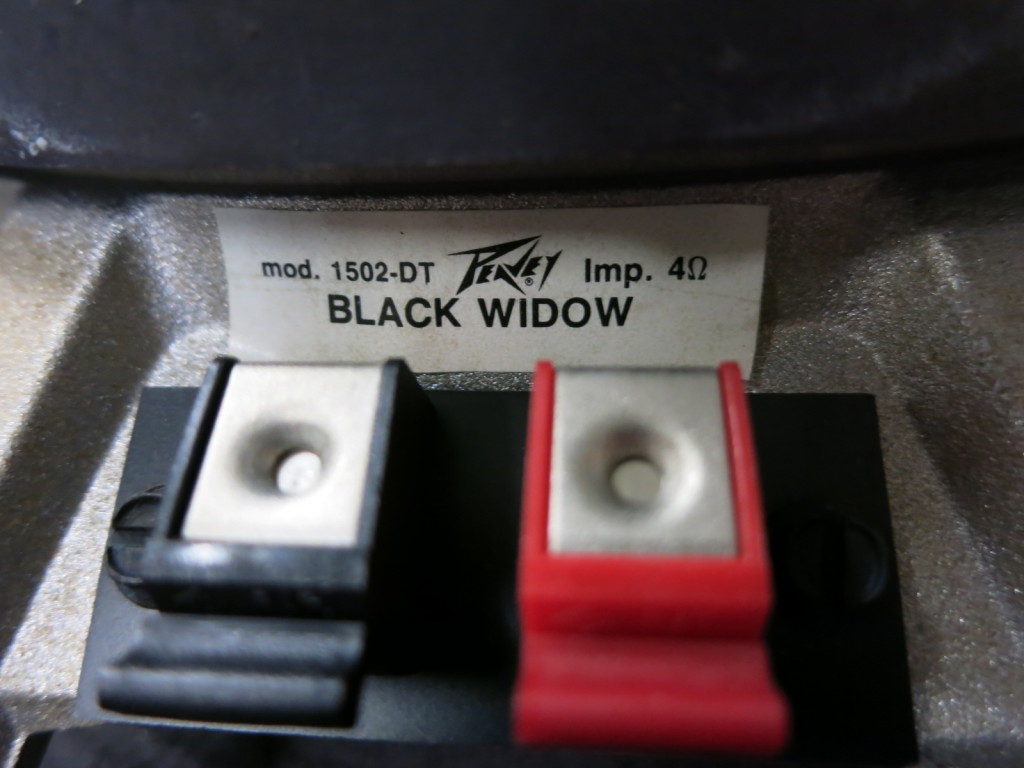 mod. 1502-DT PEAVEY® Imp. 4Ω
BLACK WIDOW